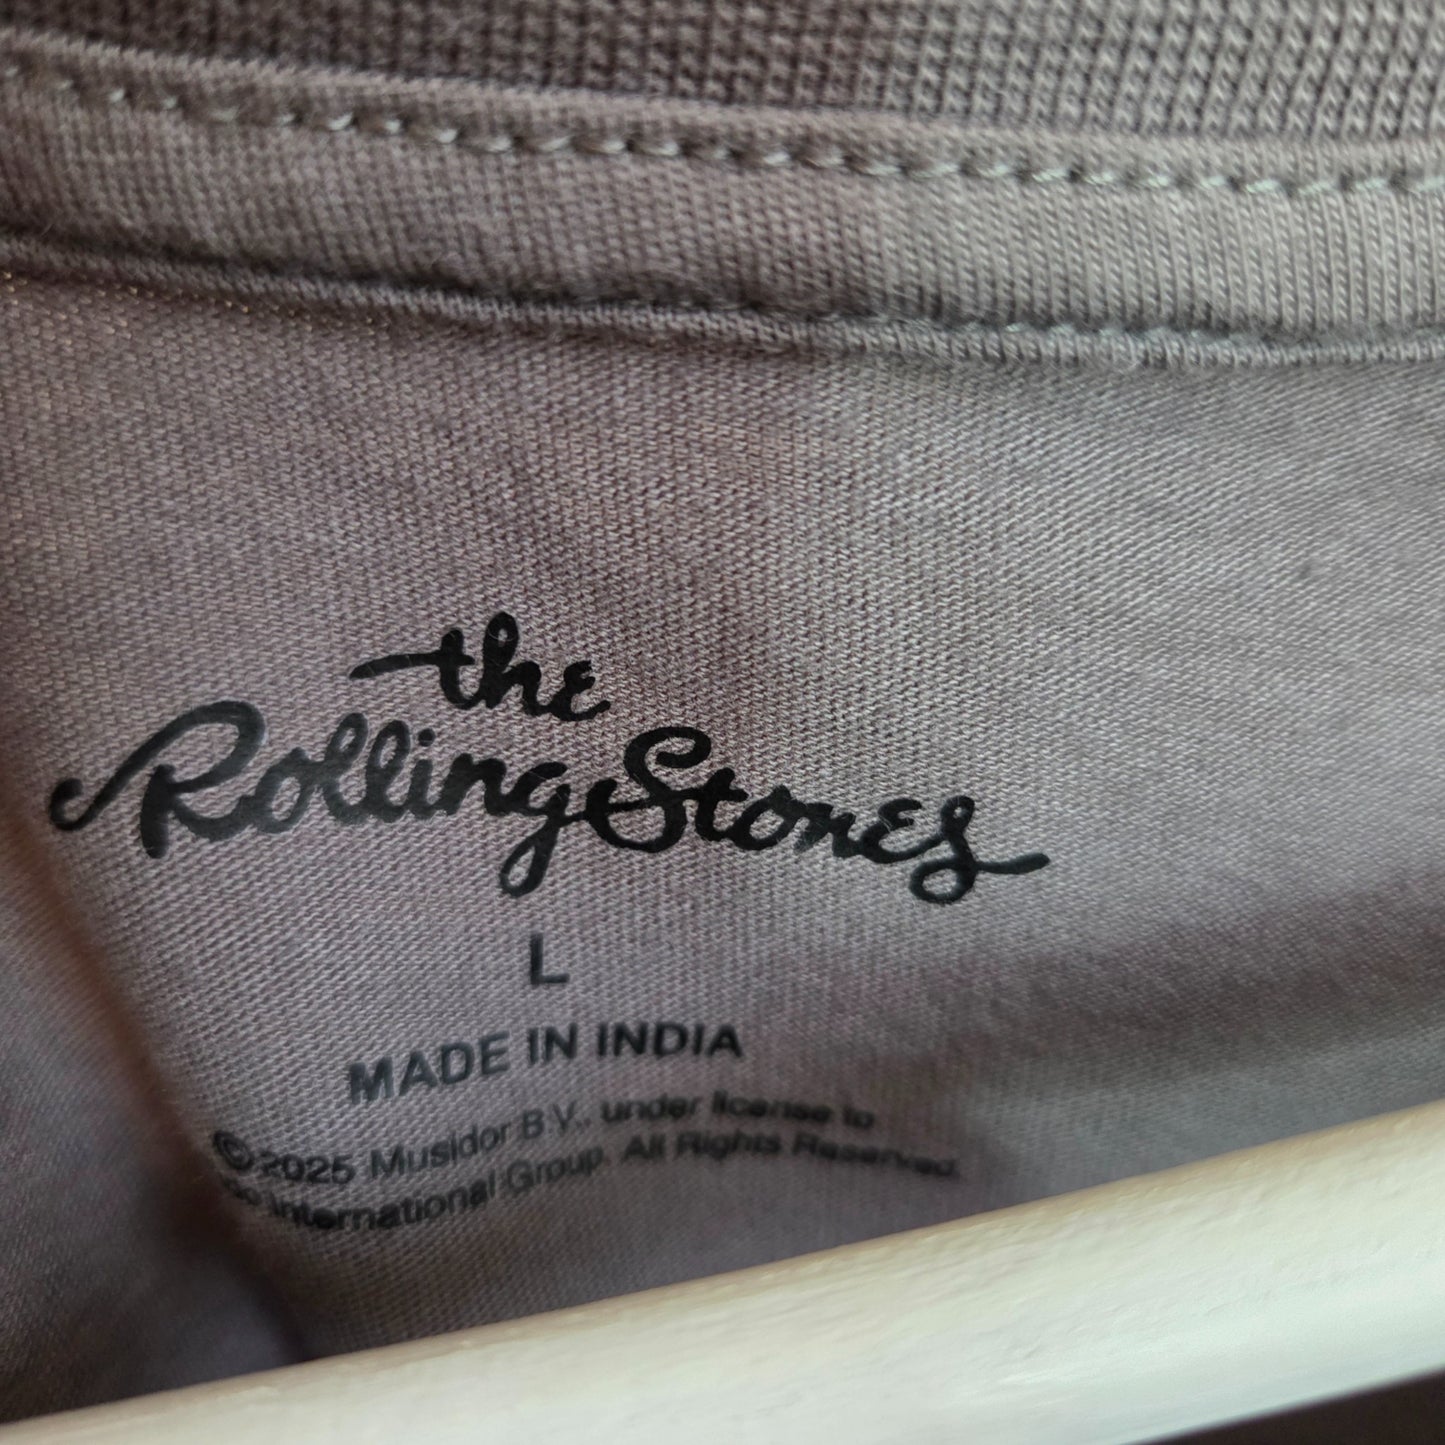 the
Rolling Stones
L
MADE IN INDIA
©2025 Musidor B.V., under license to
International Group. All Rights Reserved.